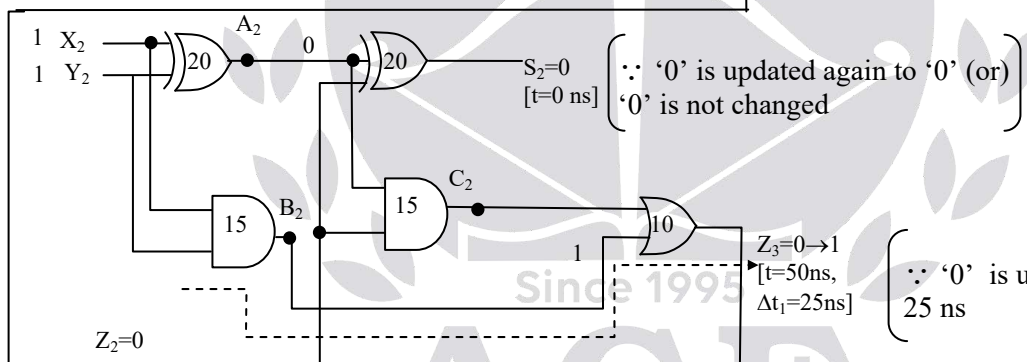 A₂
1 X₂
20
0
20
1 Y₂
S₂=0
[t=0 ns]
∵ '0' is updated again to '0' (or)
'0' is not changed
15
B₂
15
C₂
10
1
Z₃=0→1
[t=50ns,
Δt₁=25ns]
∵ '0' is u
25 ns
Since 1995
Z₂=0